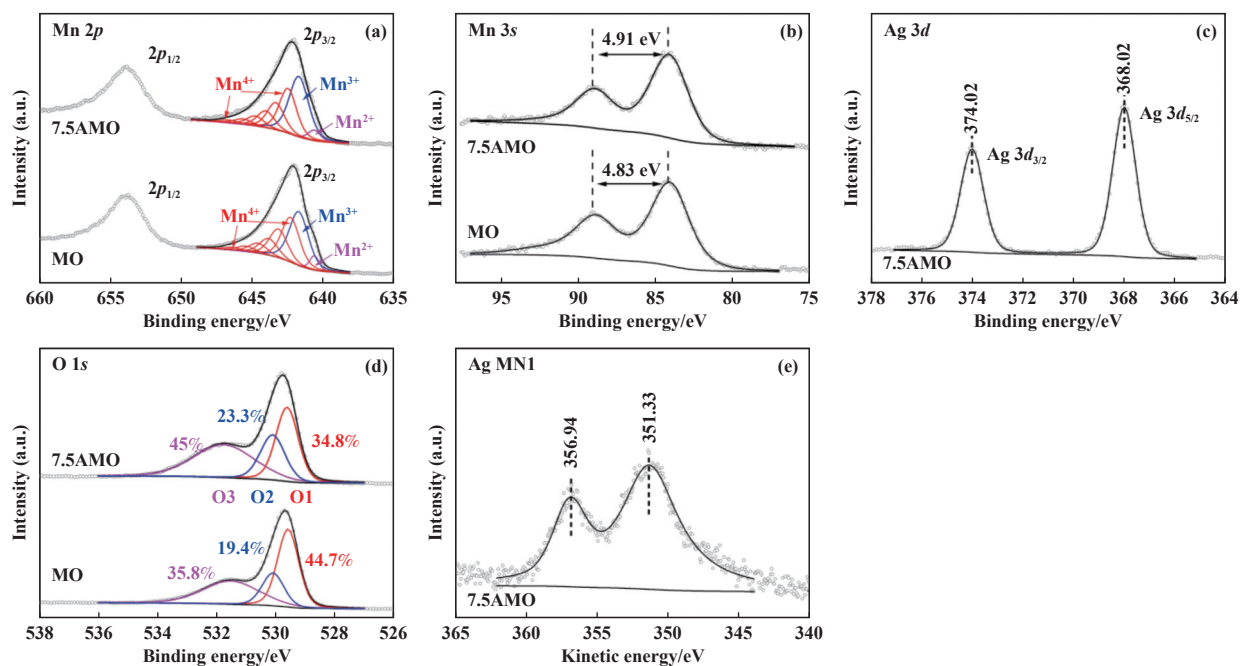 Mn 2p
(a)
2p1/2
2p3/2
Mn4+
Mn3+
Mn2+
7.5AMO
2p1/2
2p3/2
Mn4+
Mn3+
Mn2+
MO
Intensity (a.u.)
660 655 650 645 640 635
Binding energy/eV
Mn 3s
(b)
4.91 eV
7.5AMO
4.83 eV
MO
Intensity (a.u.)
95 90 85 80 75
Binding energy/eV
Ag 3d
(c)
374.02
368.02
Ag 3d3/2
Ag 3d5/2
7.5AMO
Intensity (a.u.)
378 376 374 372 370 368 366 364
Binding energy/eV
O 1s
(d)
45%
23.3%
34.8%
7.5AMO
O3 O2 O1
35.8%
19.4%
44.7%
MO
Intensity (a.u.)
538 536 534 532 530 528 526
Binding energy/eV
Ag MN1
(e)
356.94
351.33
7.5AMO
Intensity (a.u.)
365 360 355 350 344 340
Kinetic energy/eV